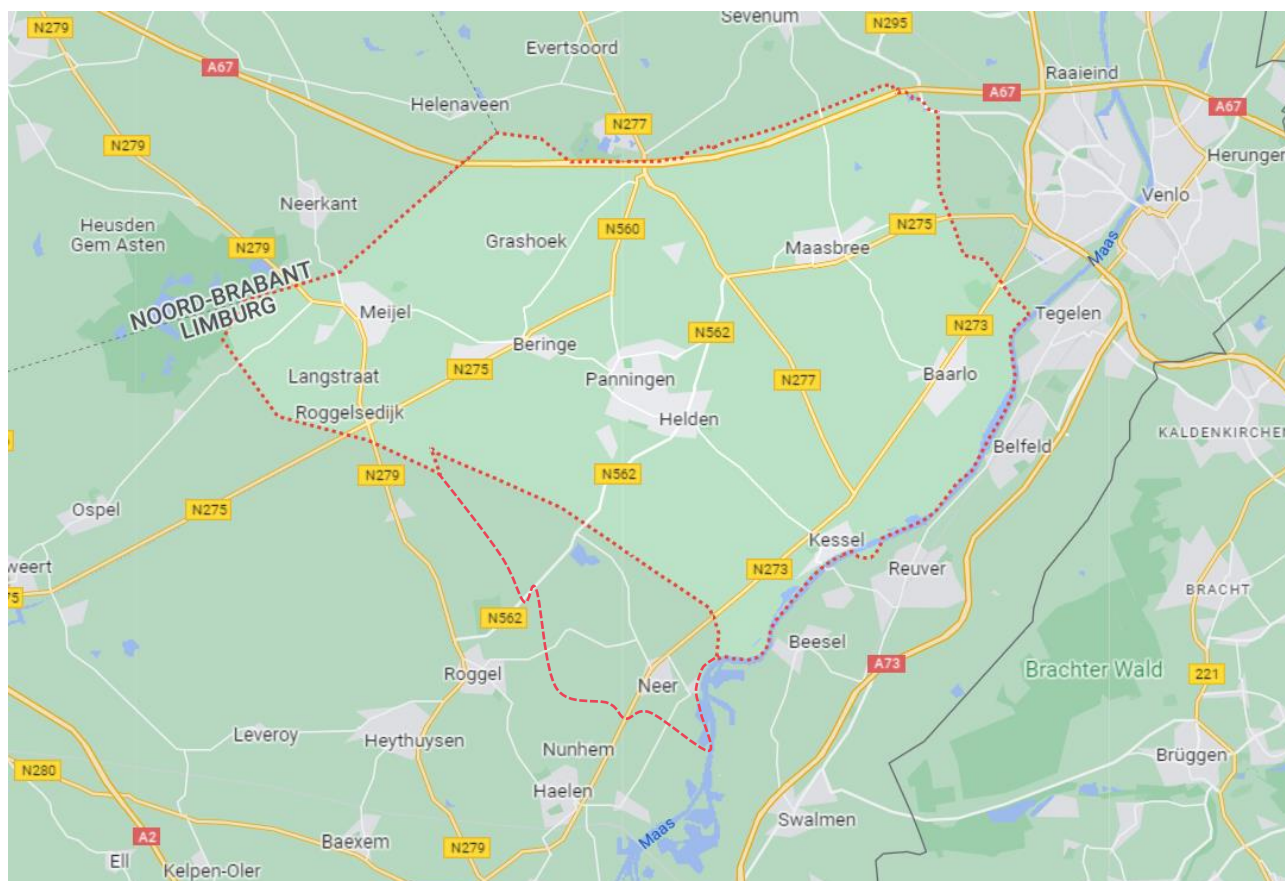 Sevenum
N279
N295
Evertsoord
A67
Raaieind
A67
A67
Helenaveen
N277
N279
Herungen
Neerkant
Venlo
Heusden
Gem Asten
N279
N560
Grashoek
Maasbree
N275
Maas
NOORD-BRABANT
LIMBURG
Meijel
Tegelen
N562
N273
Beringe
N275
Langstraat
Panningen
N277
Baarlo
Roggelsedijk
Helden
KALDENKIRCHEN
Belfeld
N279
N562
Ospel
N275
Kessel
weert
N273
Reuver
BRACHT
75
N562
Beesel
A73
Roggel
Neer
Brachter Wald
221
Leveroy
Heythuysen
Nunhem
Brüggen
N280
Haelen
Maas
Swalmen
A2
Baexem
N279
Ell
Kelpen-Oler